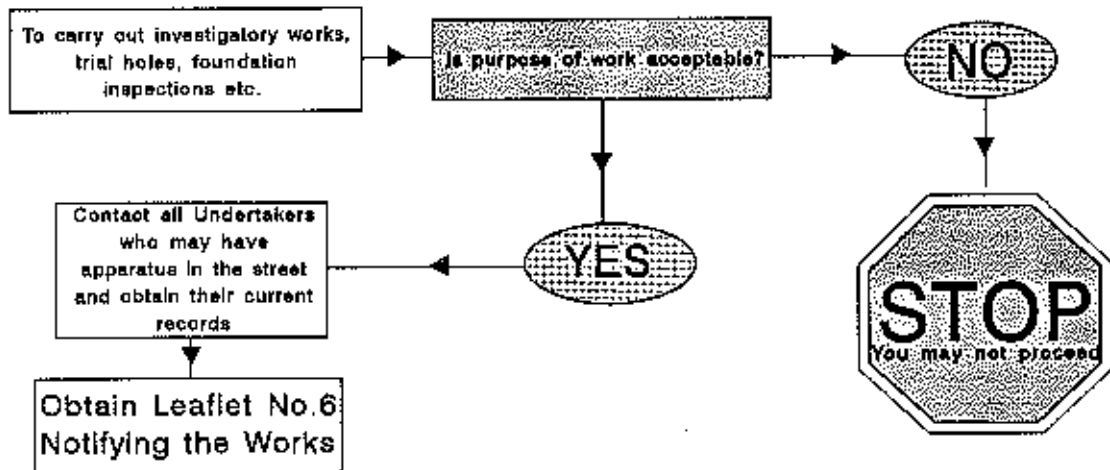 To carry out investigatory works,
trial holes, foundation
inspections etc.
Is purpose of work acceptable?
NO
STOP
You may not proceed
YES
Contact all Undertakers
who may have
apparatus in the street
and obtain their current
records
Obtain Leaflet No.6
Notifying the Works